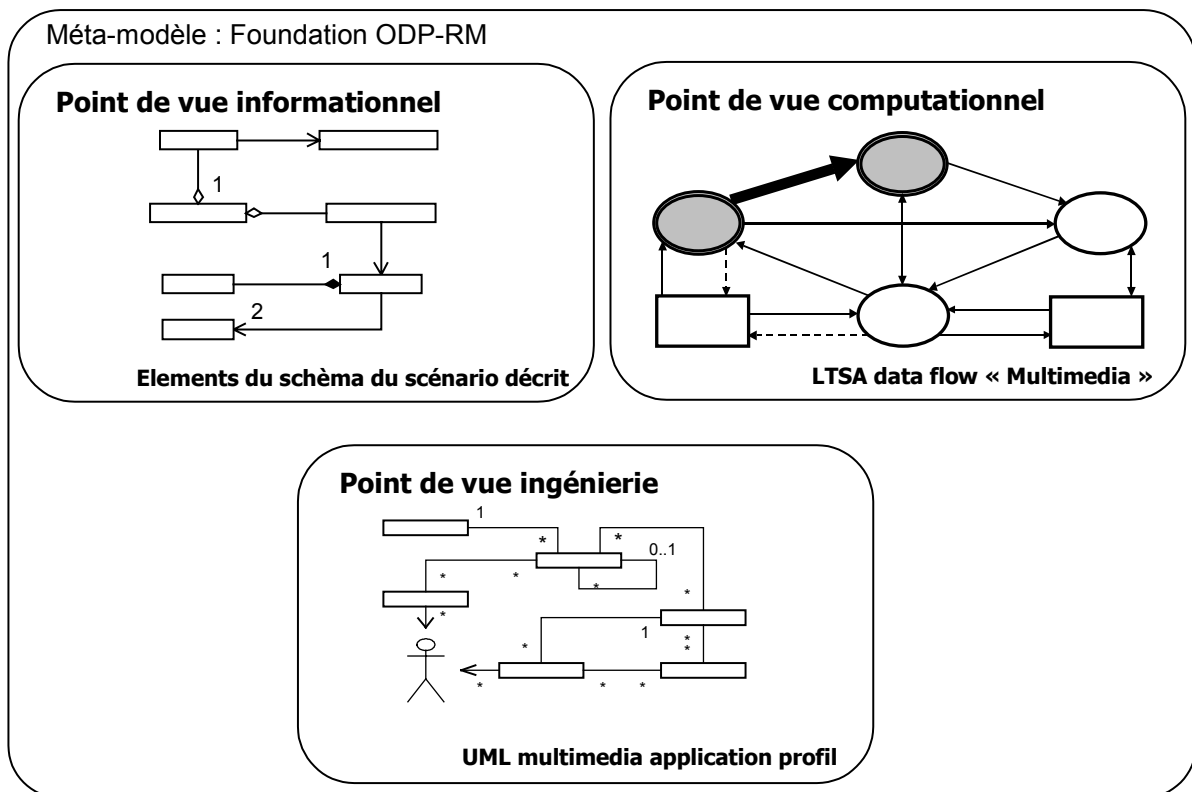 Méta-modèle : Foundation ODP-RM
Point de vue informationnel
1
1
2
Elements du schèma du scénario décrit
Point de vue computationnel
LTSA data flow « Multimedia »
Point de vue ingénierie
1
*
*
0..1
*
*
*
*
*
1
*
*
*
*
*
*
UML multimedia application profil